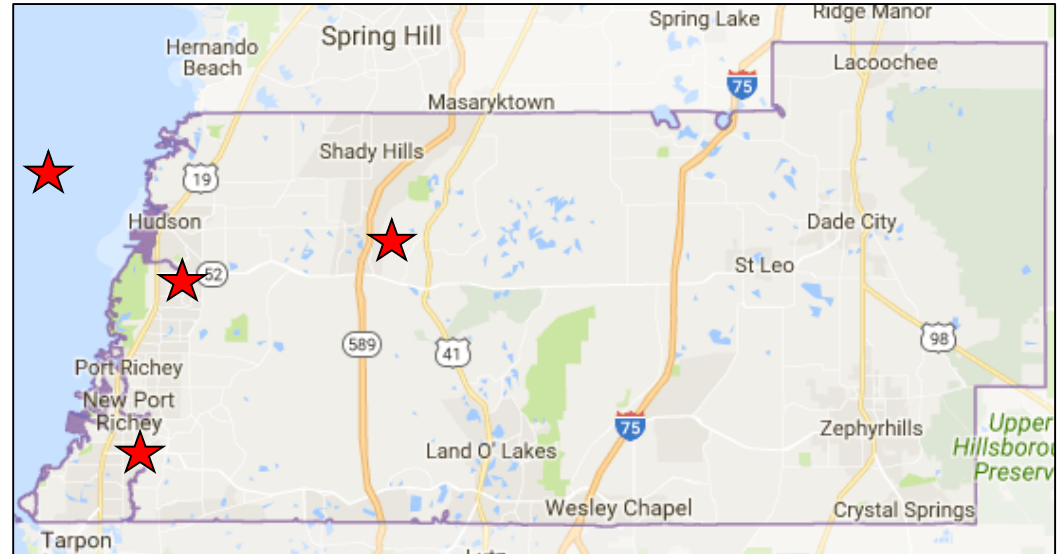 Spring Lake
Ridge Manor
Hernando
Beach
Spring Hill
Lacoochee
75
Masaryktown
Shady Hills
19
Hudson
Dade City
St Leo
52
589
41
98
Port Richey
New Port
Richey
75
Zephyrhills
Upper
Hillsborou
Preserv
Land O' Lakes
Wesley Chapel
Crystal Springs
Tarpon
Lutz